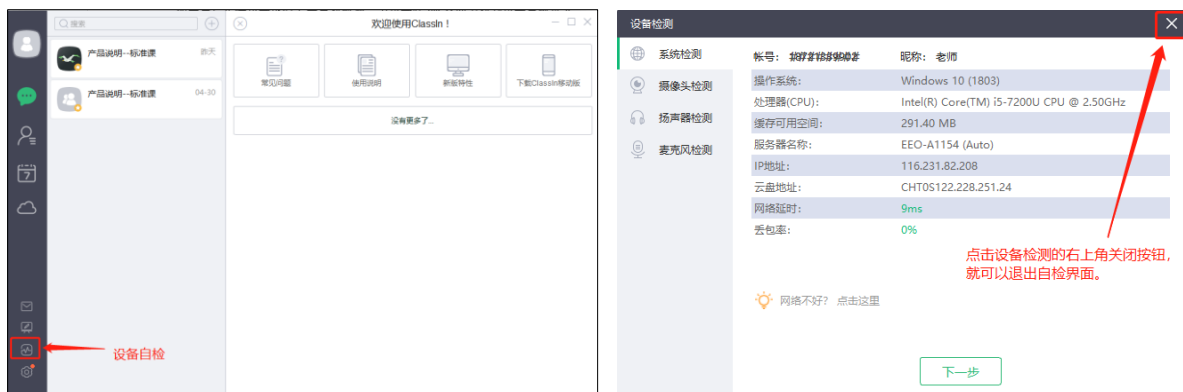 搜索
欢迎使用ClassIn！
产品说明--标准课
昨天
产品说明--标准课
04-30
常见问题
使用说明
新版特性
下载ClassIn移动版
没有更多了...
7
设备自检
设备检测
系统检测
摄像头检测
扬声器检测
麦克风检测
帐号：
昵称： 老师
操作系统： Windows 10 (1803)
处理器(CPU)： Intel(R) Core(TM) i5-7200U CPU @ 2.50GHz
缓存可用空间： 291.40 MB
服务器名称： EEO-A1154 (Auto)
IP地址： 116.231.82.208
云盘地址： CHT0S122.228.251.24
网络延时： 9ms
丢包率： 0%
点击设备检测的右上角关闭按钮，
就可以退出自检界面。
网络不好？ 点击这里
下一步